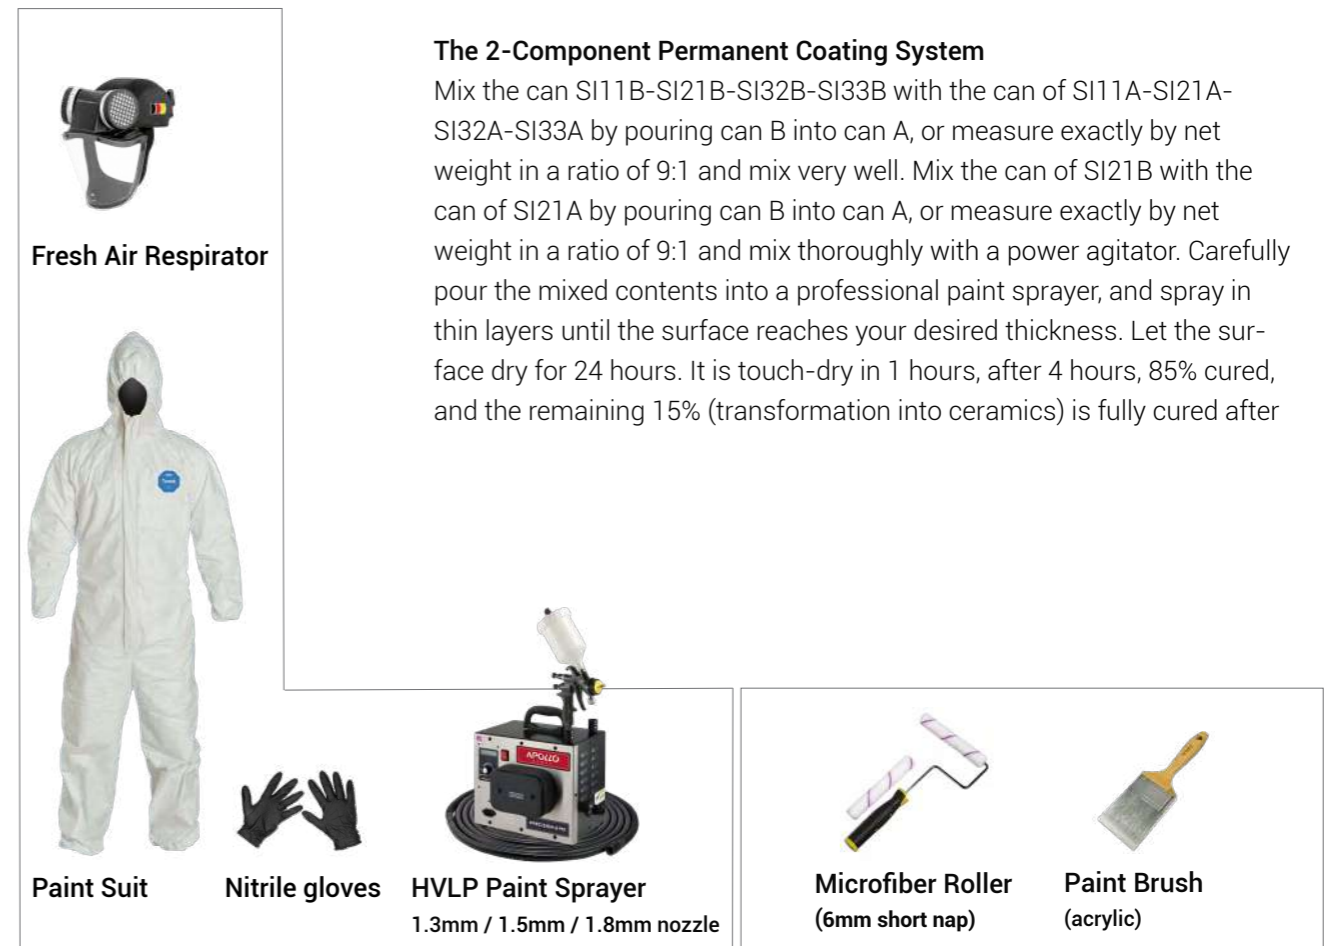 The 2-Component Permanent Coating System
Mix the can SI11B-SI21B-SI32B-SI33B with the can of SI11A-SI21A-
SI32A-SI33A by pouring can B into can A, or measure exactly by net
weight in a ratio of 9:1 and mix very well. Mix the can of SI21B with the
can of SI21A by pouring can B into can A, or measure exactly by net
weight in a ratio of 9:1 and mix thoroughly with a power agitator. Carefully
pour the mixed contents into a professional paint sprayer, and spray in
thin layers until the surface reaches your desired thickness. Let the sur-
face dry for 24 hours. It is touch-dry in 1 hours, after 4 hours, 85% cured,
and the remaining 15% (transformation into ceramics) is fully cured after
Fresh Air Respirator
APOLLO
Paint Suit
Nitrile gloves
HVLP Paint Sprayer
1.3mm / 1.5mm / 1.8mm nozzle
Microfiber Roller
(6mm short nap)
Paint Brush
(acrylic)